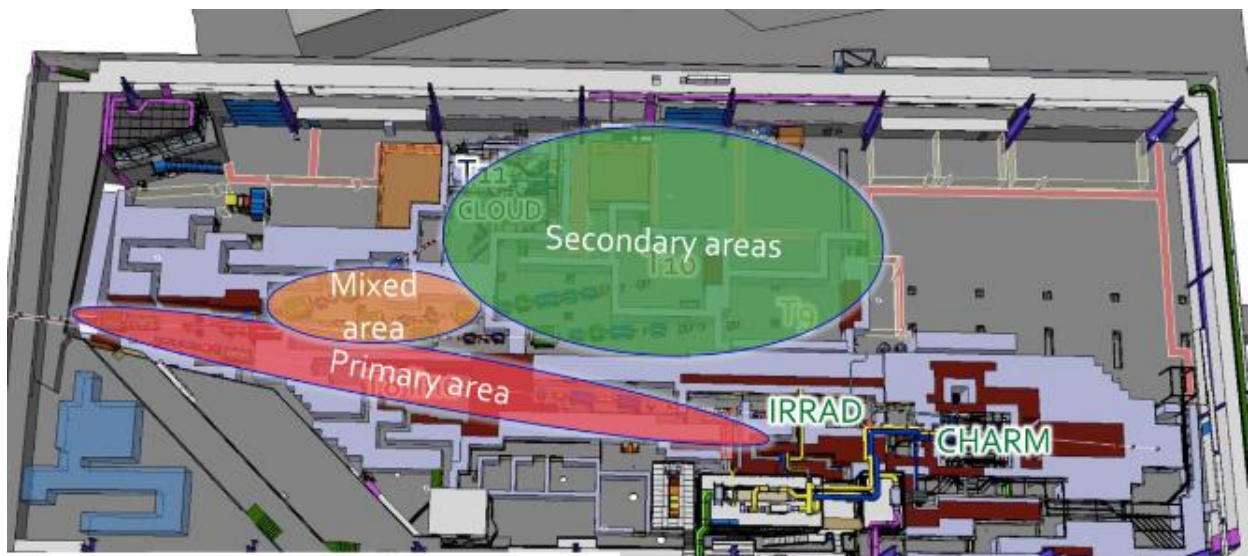 T11
CLOUD
Secondary areas
T10
Mixed
area
T9
Primary area
IRRAD
CHARM